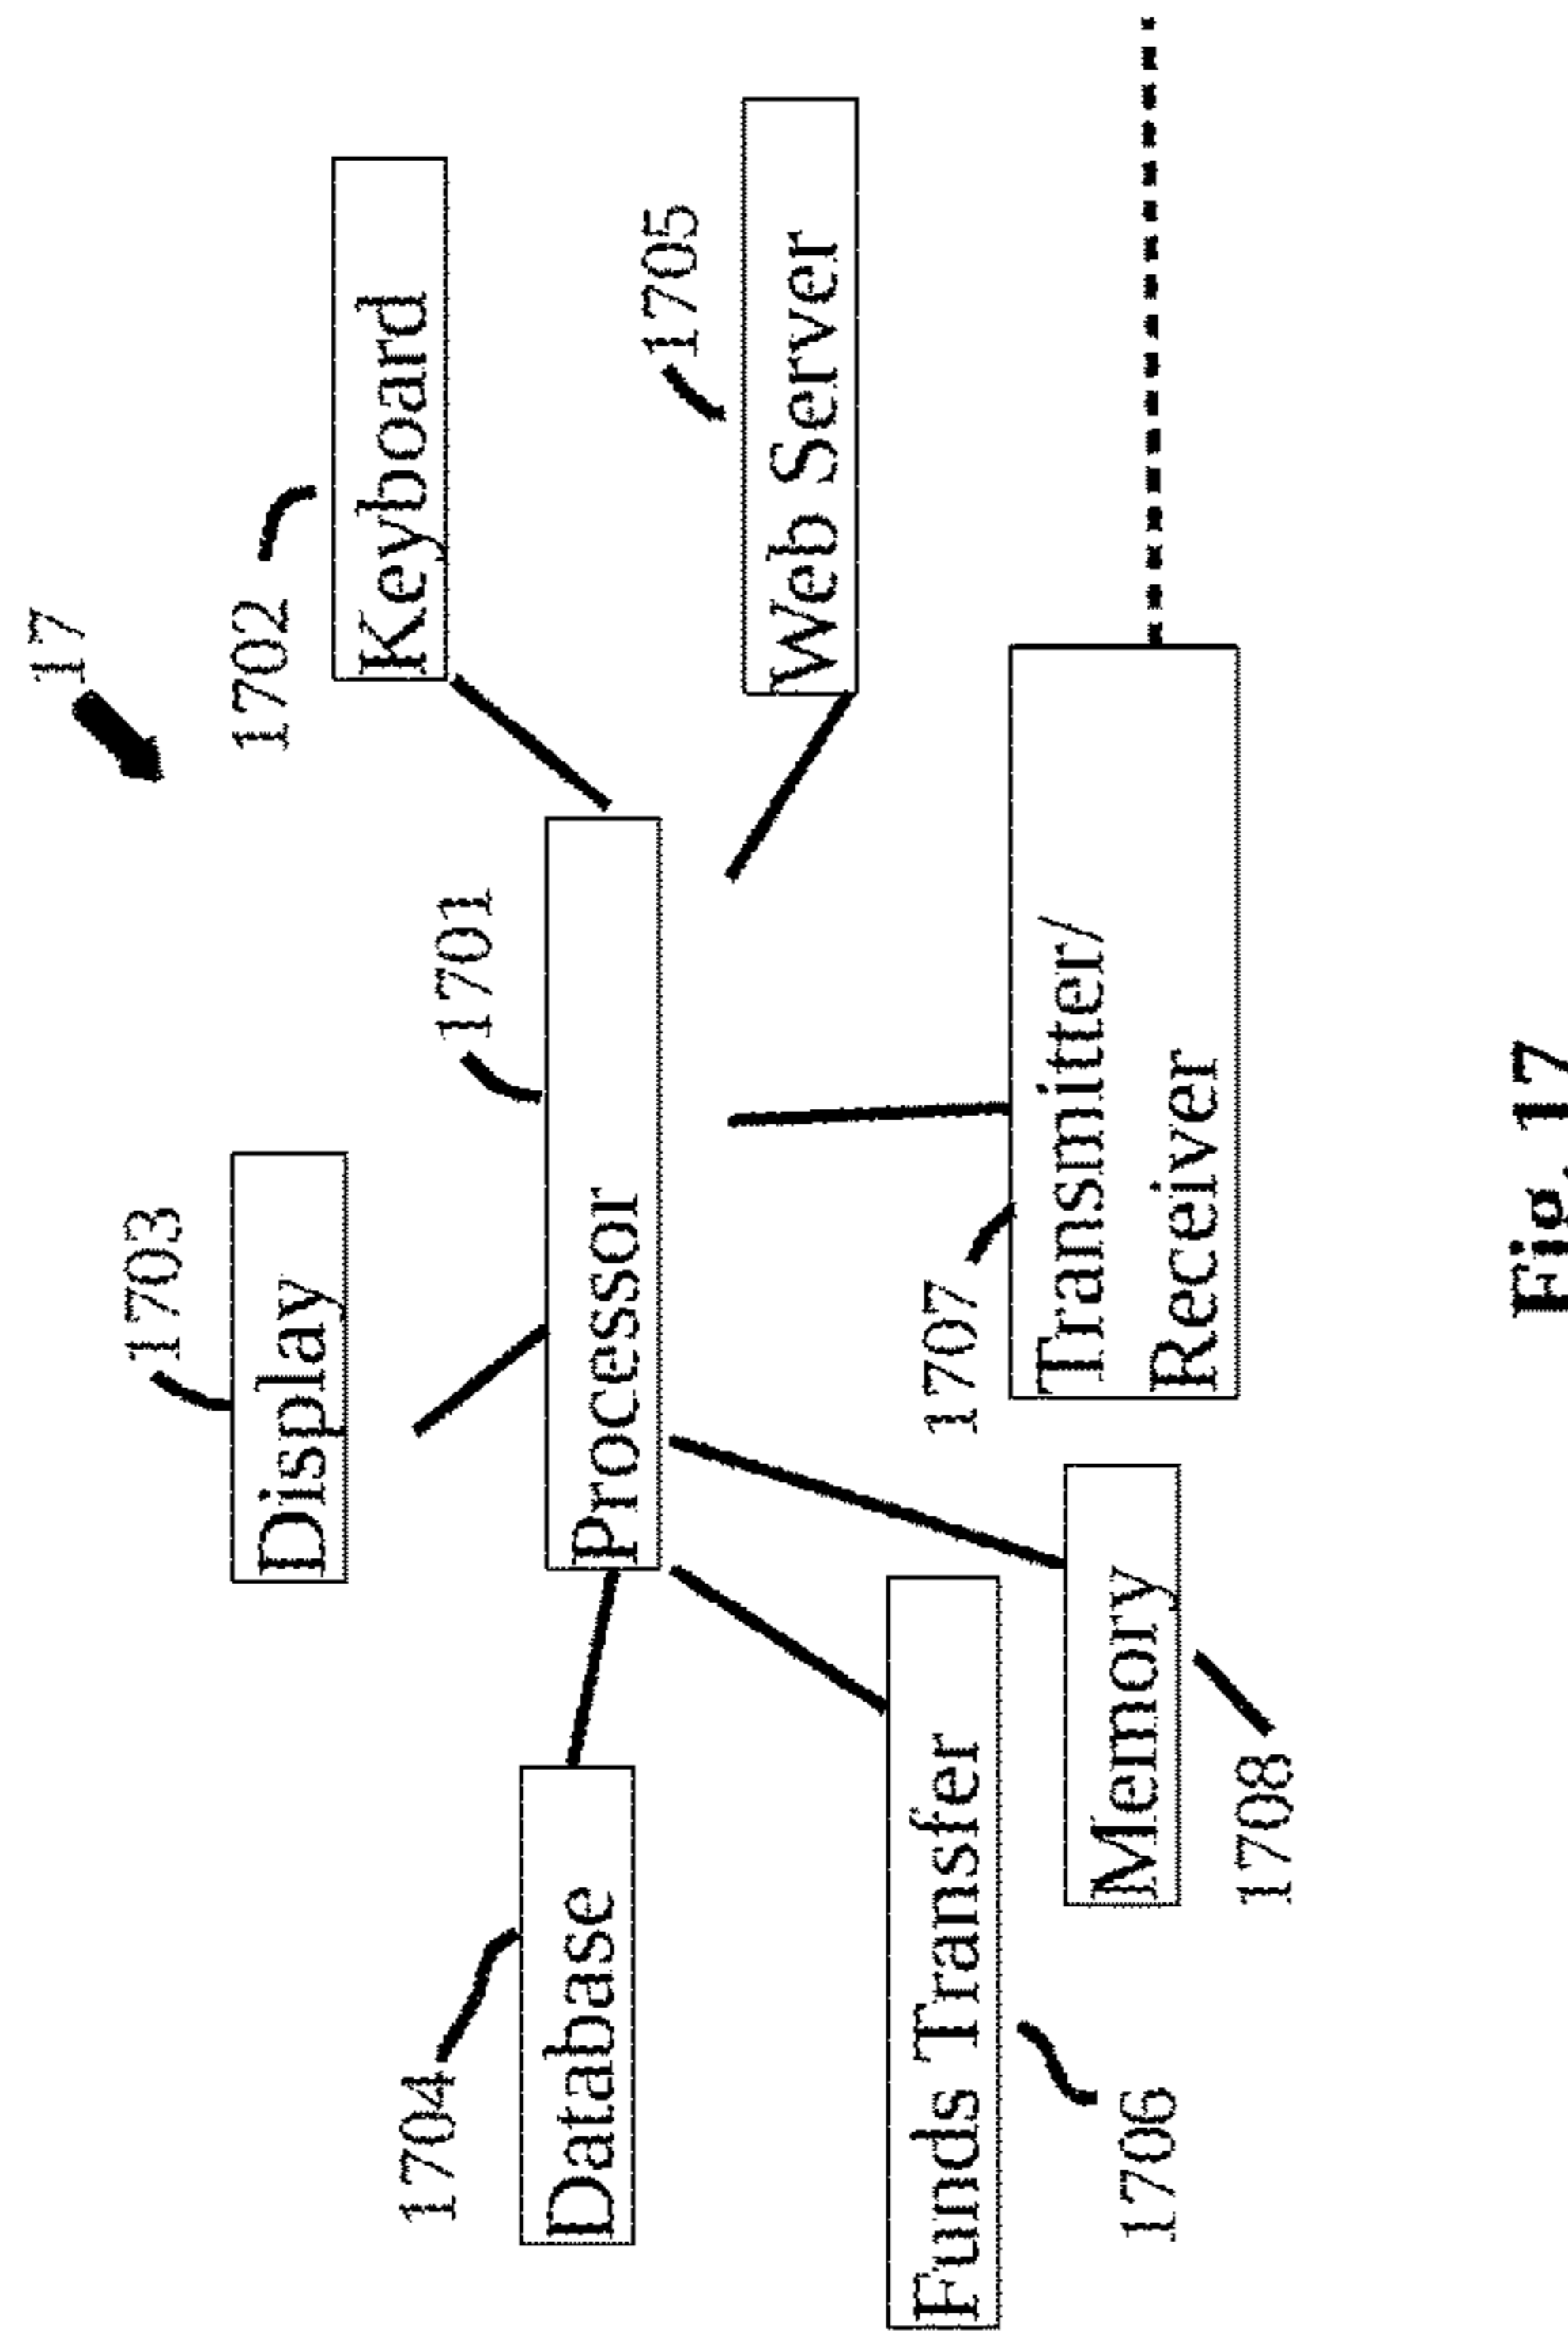 17
1703
Display
1702
Keyboard
1701
Processor
1704
Database
1705
Web Server
1707
Transmitter/
Receiver
Funds Transfer
1706
Memory
1708
Fig. 17